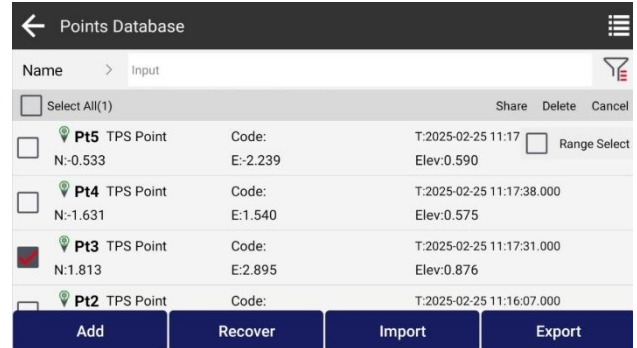 Points Database
Name > Input
Select All(1) Share Delete Cancel
Pt5 TPS Point Code: T:2025-02-25 11:17
Range Select
N:-0.533 E:-2.239 Elev:0.590
Pt4 TPS Point Code: T:2025-02-25 11:17:38.000
N:-1.631 E:1.540 Elev:0.575
Pt3 TPS Point Code: T:2025-02-25 11:17:31.000
N:1.813 E:2.895 Elev:0.876
Pt2 TPS Point Code: T:2025-02-25 11:16:07.000
Add Recover Import Export